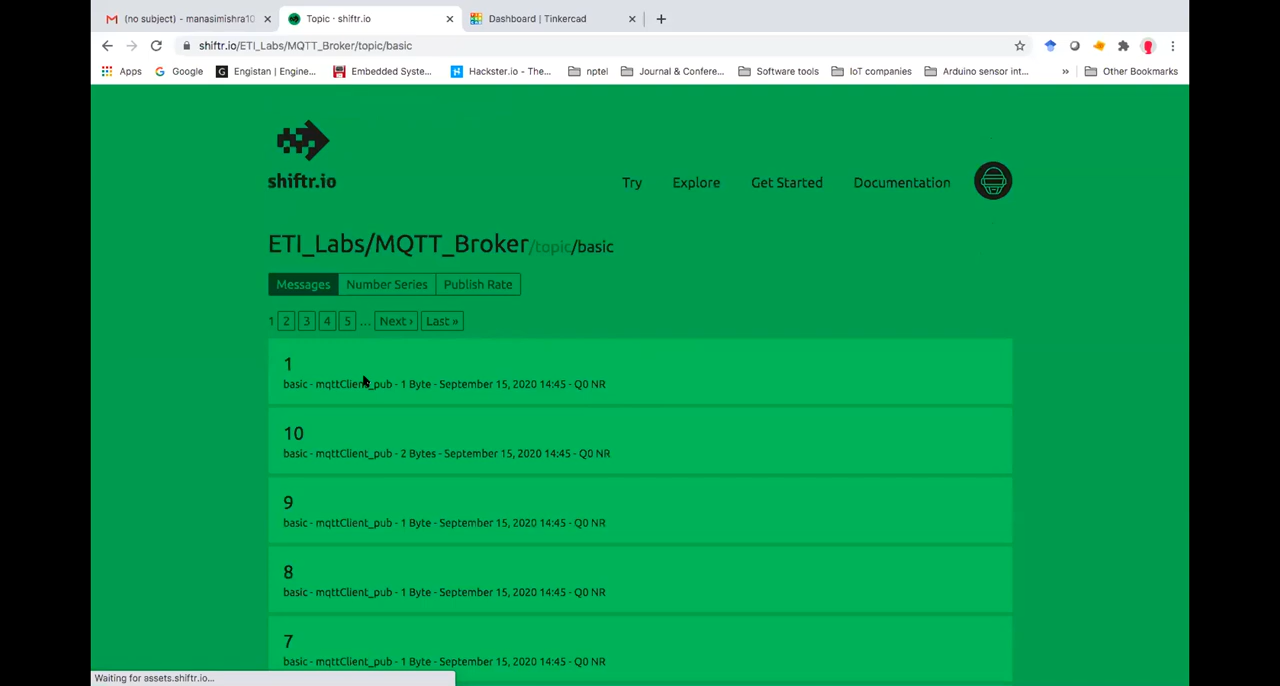 (no subject) - manasimishra10
Topic · shiftr.io
Dashboard | Tinkercad
shiftr.io/ETI_Labs/MQTT_Broker/topic/basic
Apps
Google
Engistan | Engine...
Embedded Syste...
Hackster.io - The...
nptel
Journal & Confere...
Software tools
IoT companies
Arduino sensor int...
»
Other Bookmarks
shiftr.io
Try
Explore
Get Started
Documentation
ETI_Labs/MQTT_Broker/topic/basic
Messages
Number Series
Publish Rate
1 2 3 4 5 ... Next › Last »
1
basic - mqttClient_pub - 1 Byte - September 15, 2020 14:45 - Q0 NR
10
basic - mqttClient_pub - 2 Bytes - September 15, 2020 14:45 - Q0 NR
9
basic - mqttClient_pub - 1 Byte - September 15, 2020 14:45 - Q0 NR
8
basic - mqttClient_pub - 1 Byte - September 15, 2020 14:45 - Q0 NR
7
basic - mqttClient_pub - 1 Byte - September 15, 2020 14:45 - Q0 NR
Waiting for assets.shiftr.io...